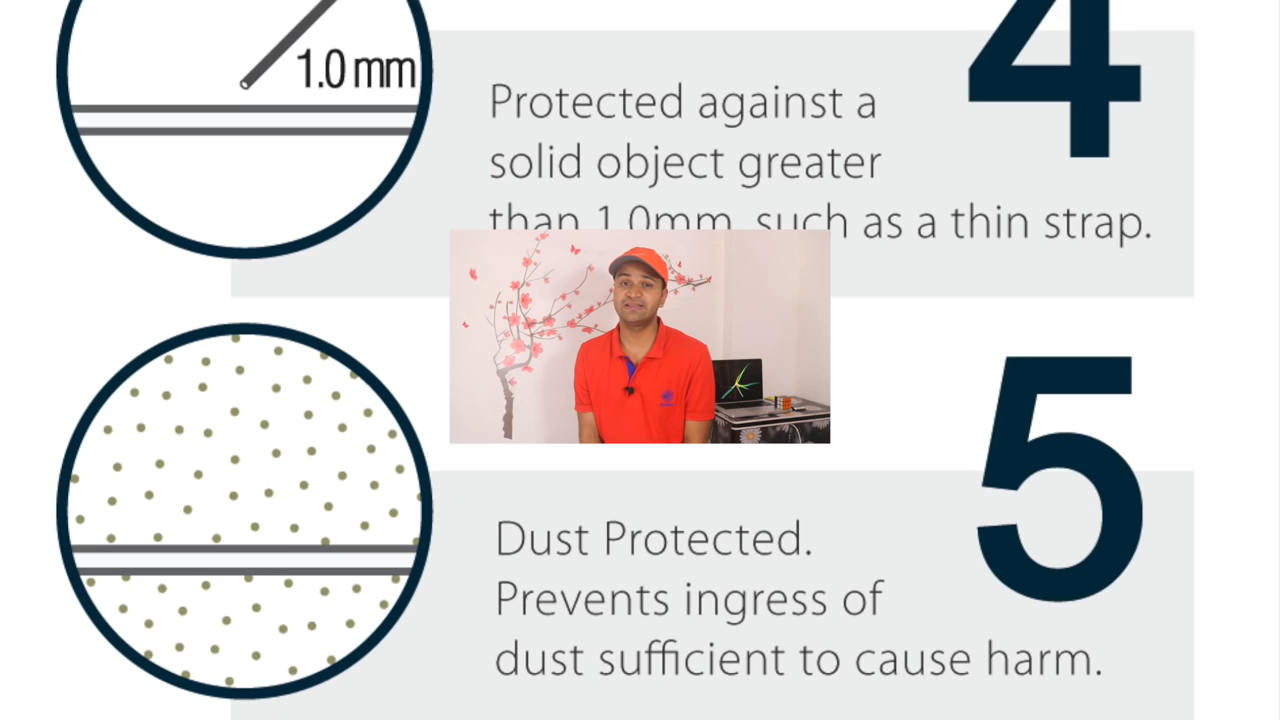 1.0 mm
4
Protected against a
solid object greater
than 1.0mm, such as a thin strap.
5
Dust Protected.
Prevents ingress of
dust sufficient to cause harm.